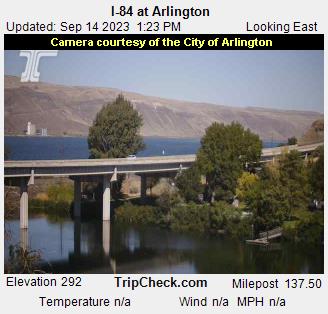 I-84 at Arlington
Updated: Sep 14 2023 1:23 PM Looking East
Camera courtesy of the City of Arlington
Elevation 292 TripCheck.com Milepost 137.50
Temperature n/a Wind n/a MPH n/a